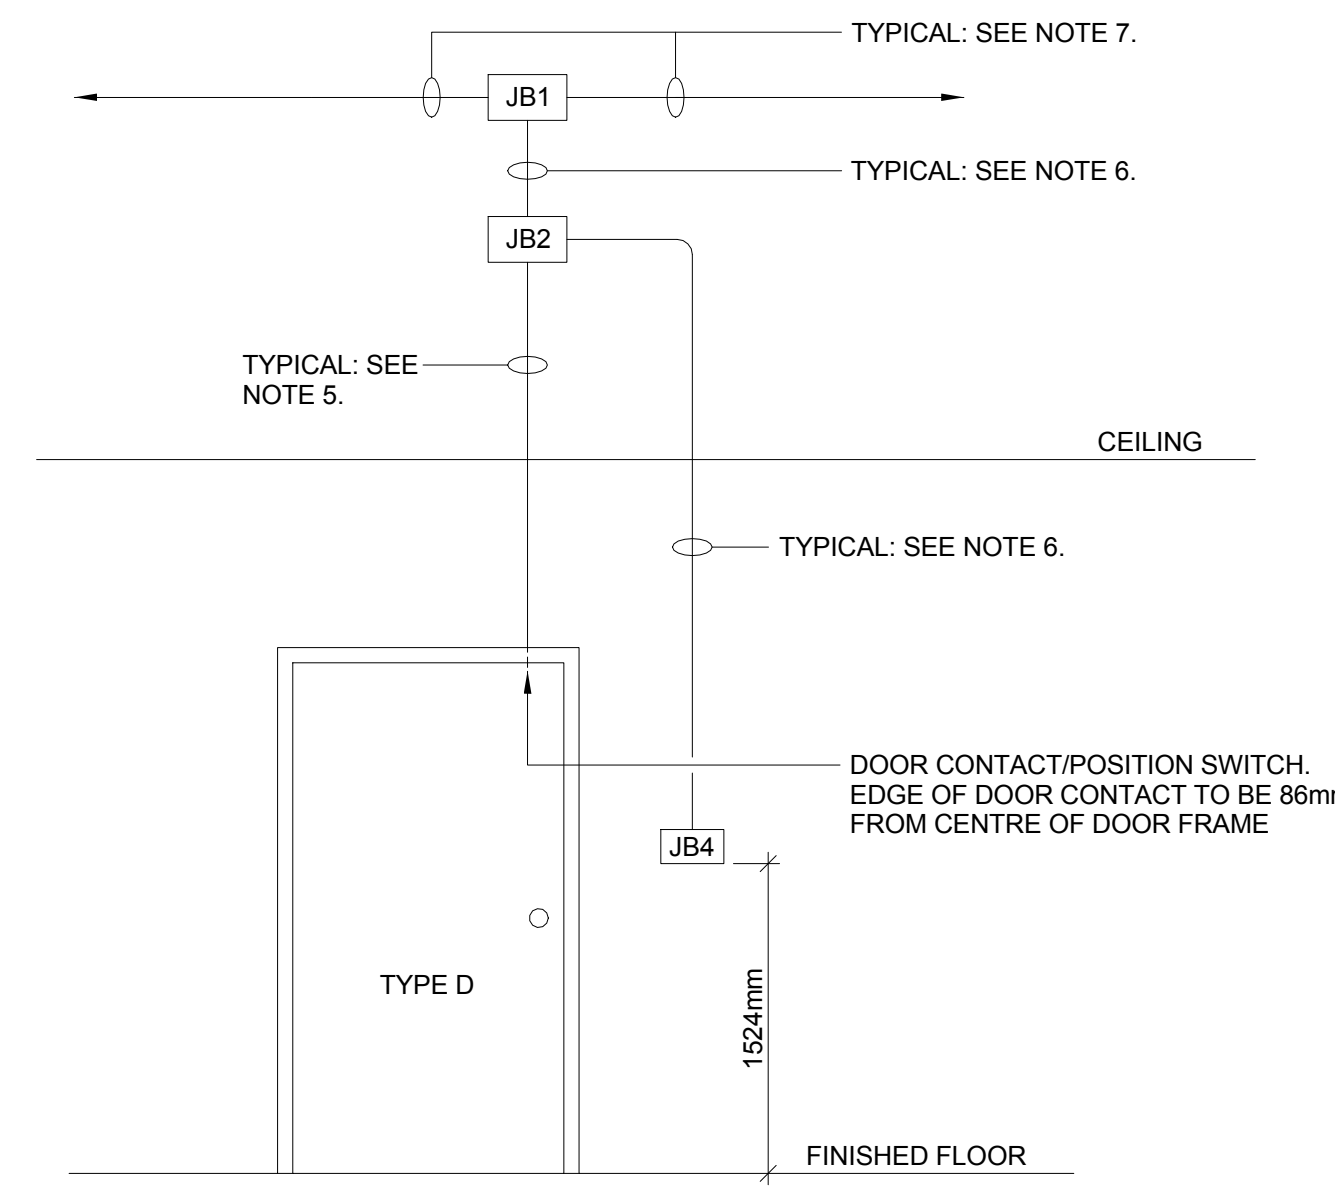 TYPICAL: SEE NOTE 7.
JB1
TYPICAL: SEE NOTE 6.
JB2
TYPICAL: SEE
NOTE 5.
CEILING
TYPICAL: SEE NOTE 6.
DOOR CONTACT/POSITION SWITCH.
EDGE OF DOOR CONTACT TO BE 86m
FROM CENTRE OF DOOR FRAME
JB4
TYPE D
1524mm
FINISHED FLOOR